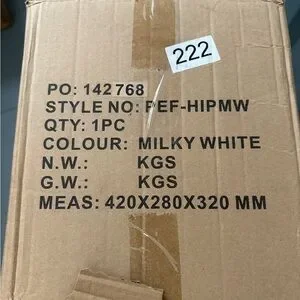 222
PO: 142768
STYLE NO: PEF-HIPMW
QTY: 1PC
COLOUR: MILKY WHITE
N.W.: KGS
G.W.: KGS
MEAS: 420X280X320 MM